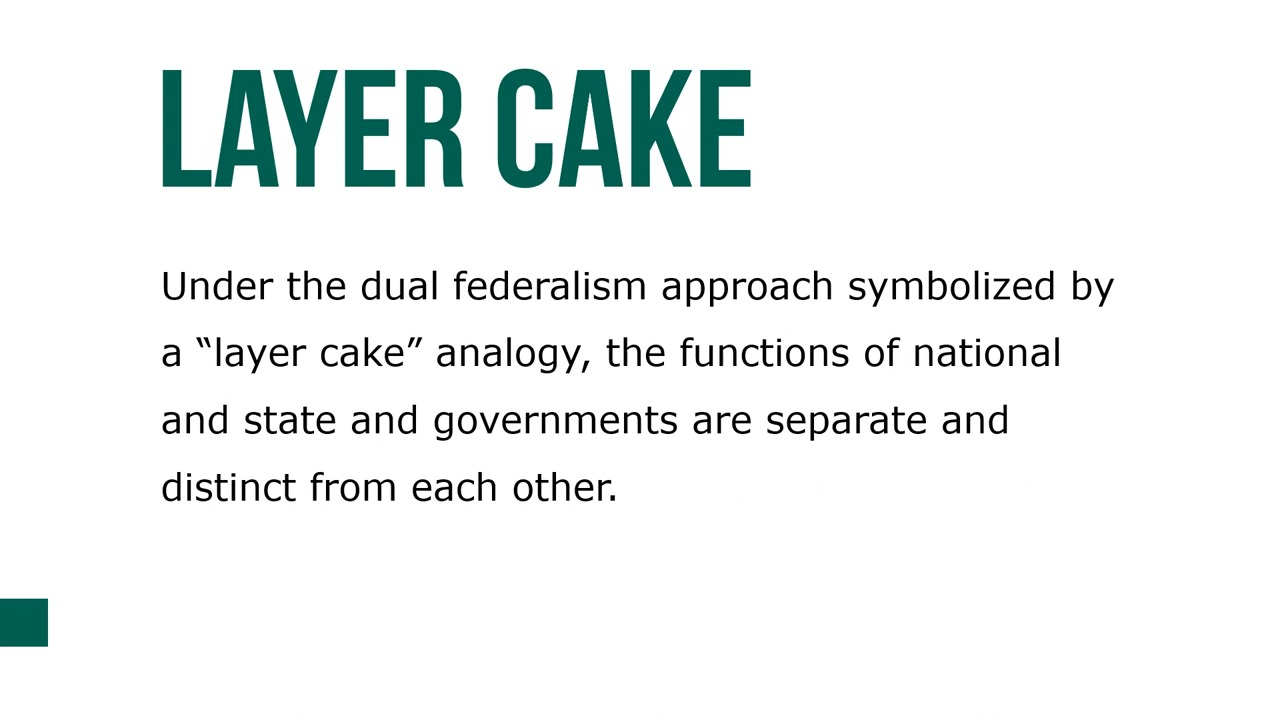 LAYER CAKE
Under the dual federalism approach symbolized by
a “layer cake” analogy, the functions of national
and state and governments are separate and
distinct from each other.